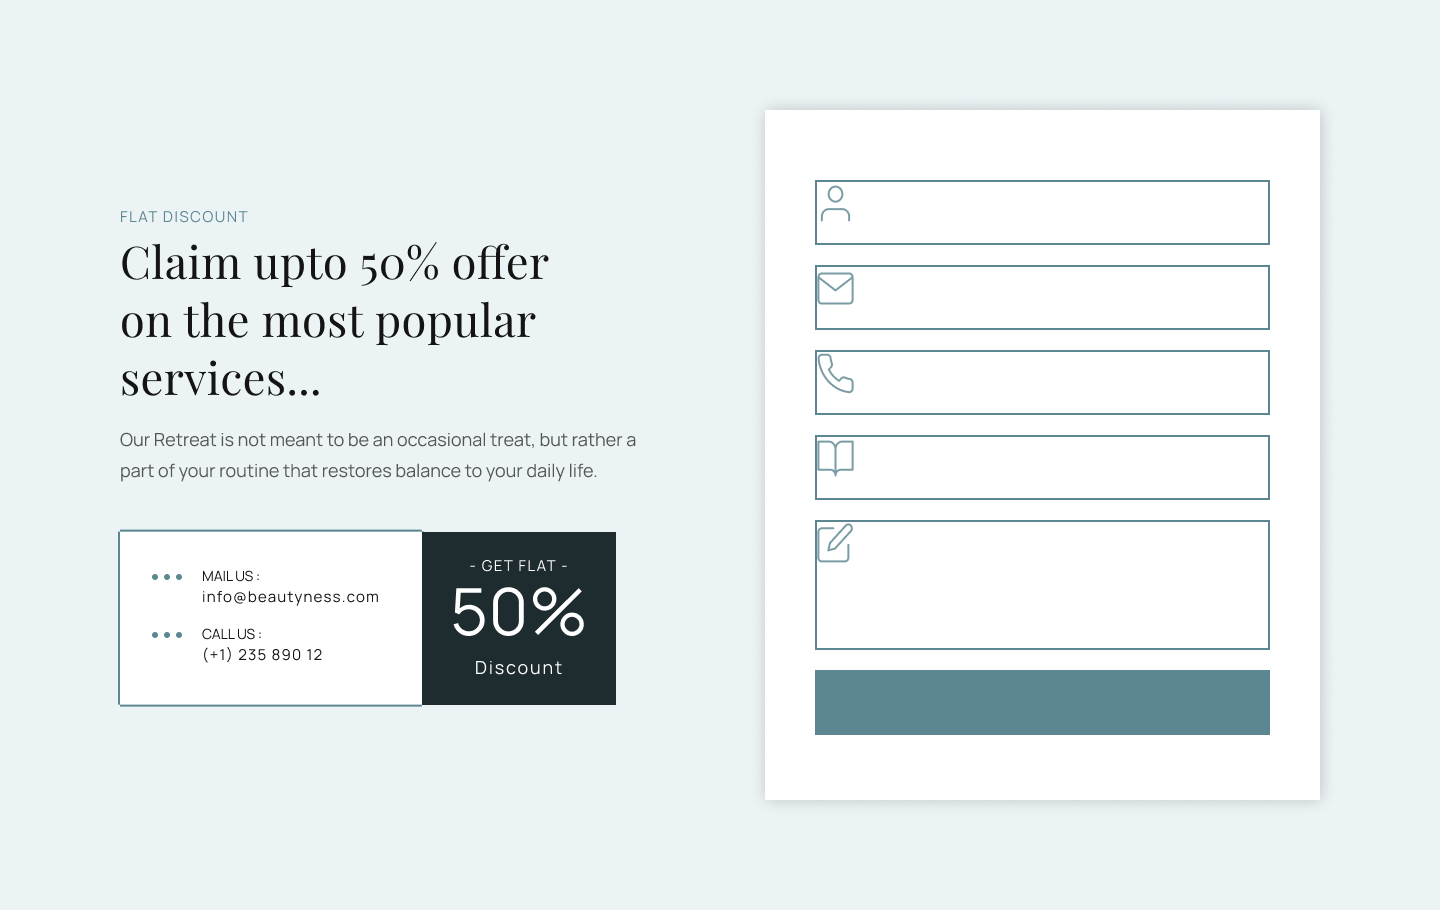 FLAT DISCOUNT
Claim upto 50% offer
on the most popular
services...
Our Retreat is not meant to be an occasional treat, but rather a
part of your routine that restores balance to your daily life.
MAIL US :
info@beautyness.com
CALL US :
(+1) 235 890 12
- GET FLAT -
50%
Discount